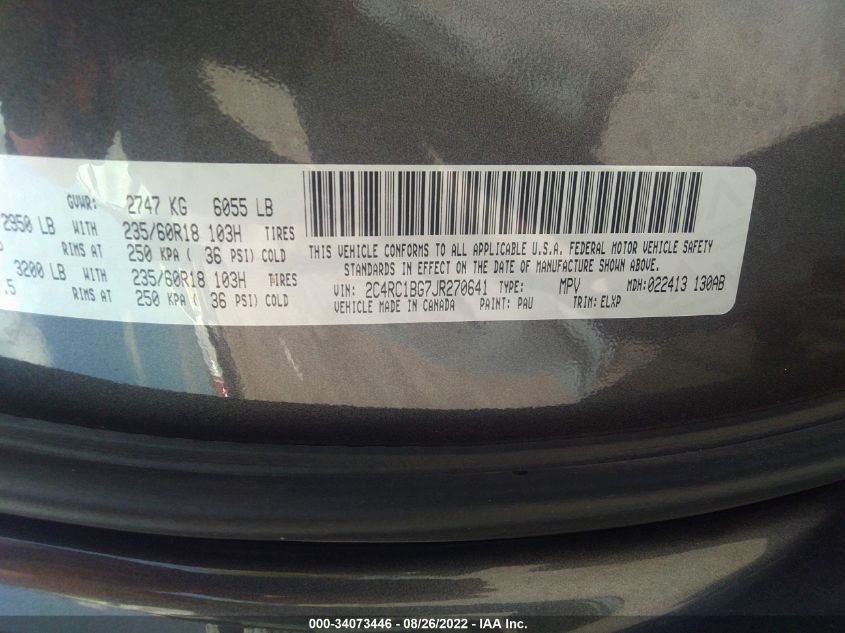 GVWR: 2747 KG 6055 LB
2950 LB WITH 235/60R18 103H TIRES
RIMS AT 250 KPA ( 36 PSI) COLD
3200 LB WITH 235/60R18 103H TIRES
.5 RIMS AT 250 KPA ( 36 PSI) COLD
THIS VEHICLE CONFORMS TO ALL APPLICABLE U.S.A. FEDERAL MOTOR VEHICLE SAFETY
STANDARDS IN EFFECT ON THE DATE OF MANUFACTURE SHOWN ABOVE.
VIN: 2C4RC1BG7JR270641 TYPE: MPV MDH: 022413 130AB
VEHICLE MADE IN CANADA PAINT: PAU TRIM: ELXP
000-34073446 - 08/26/2022 - IAA Inc.